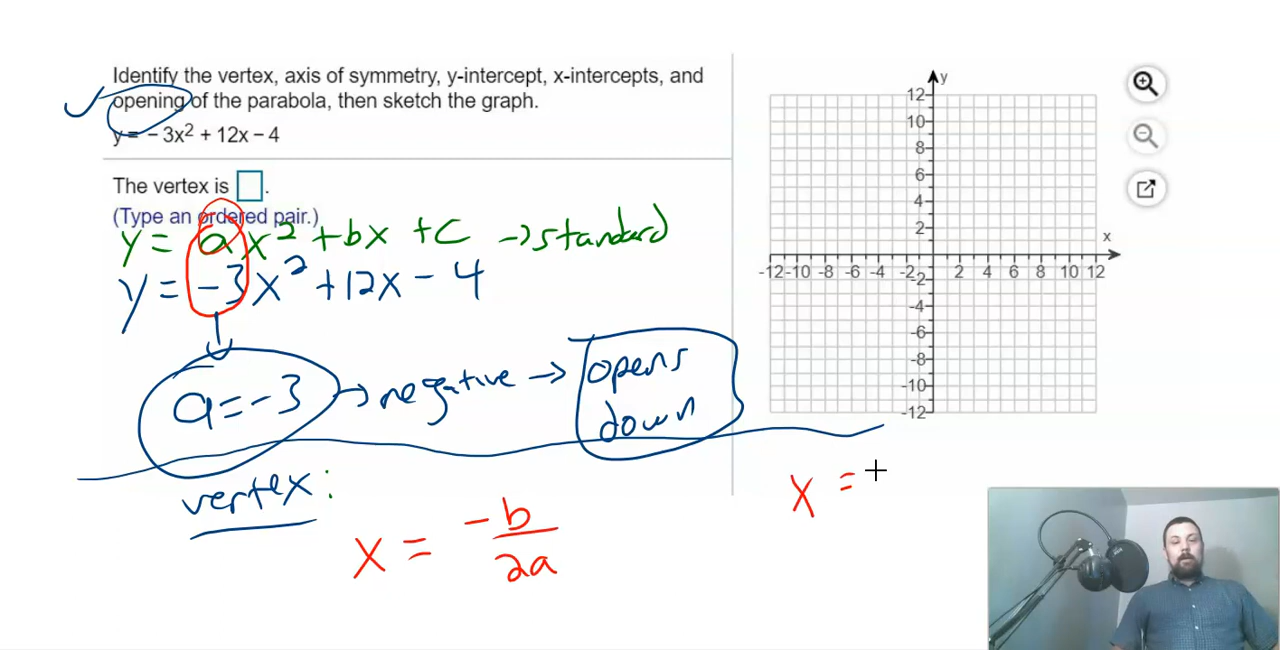 Identify the vertex, axis of symmetry, y-intercept, x-intercepts, and
opening of the parabola, then sketch the graph.
y = − 3x² + 12x − 4
The vertex is .
(Type an ordered pair.)
y = ax² + bx + c → standard
y = -3x² + 12x - 4
a = -3 → negative → opens
down
vertex:
x = -b/2a
x =
y
12
10
8
6
4
2
x
-12 -10 -8 -6 -4 -2 2 4 6 8 10 12
-2
-4
-6
-8
-10
-12